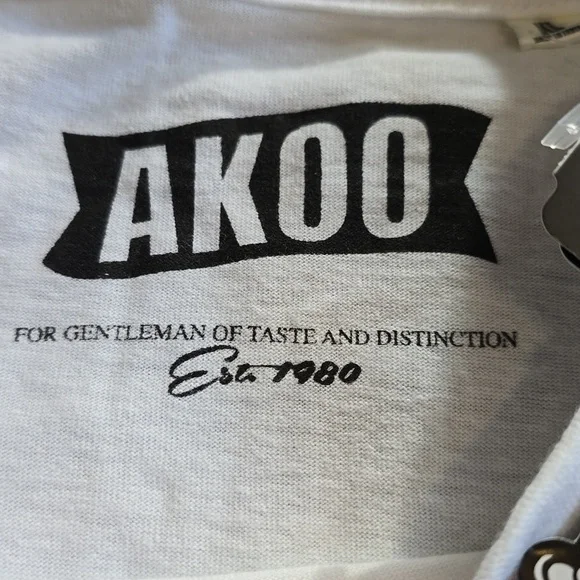 AKOO
FOR GENTLEMAN OF TASTE AND DISTINCTION
Est. 1980